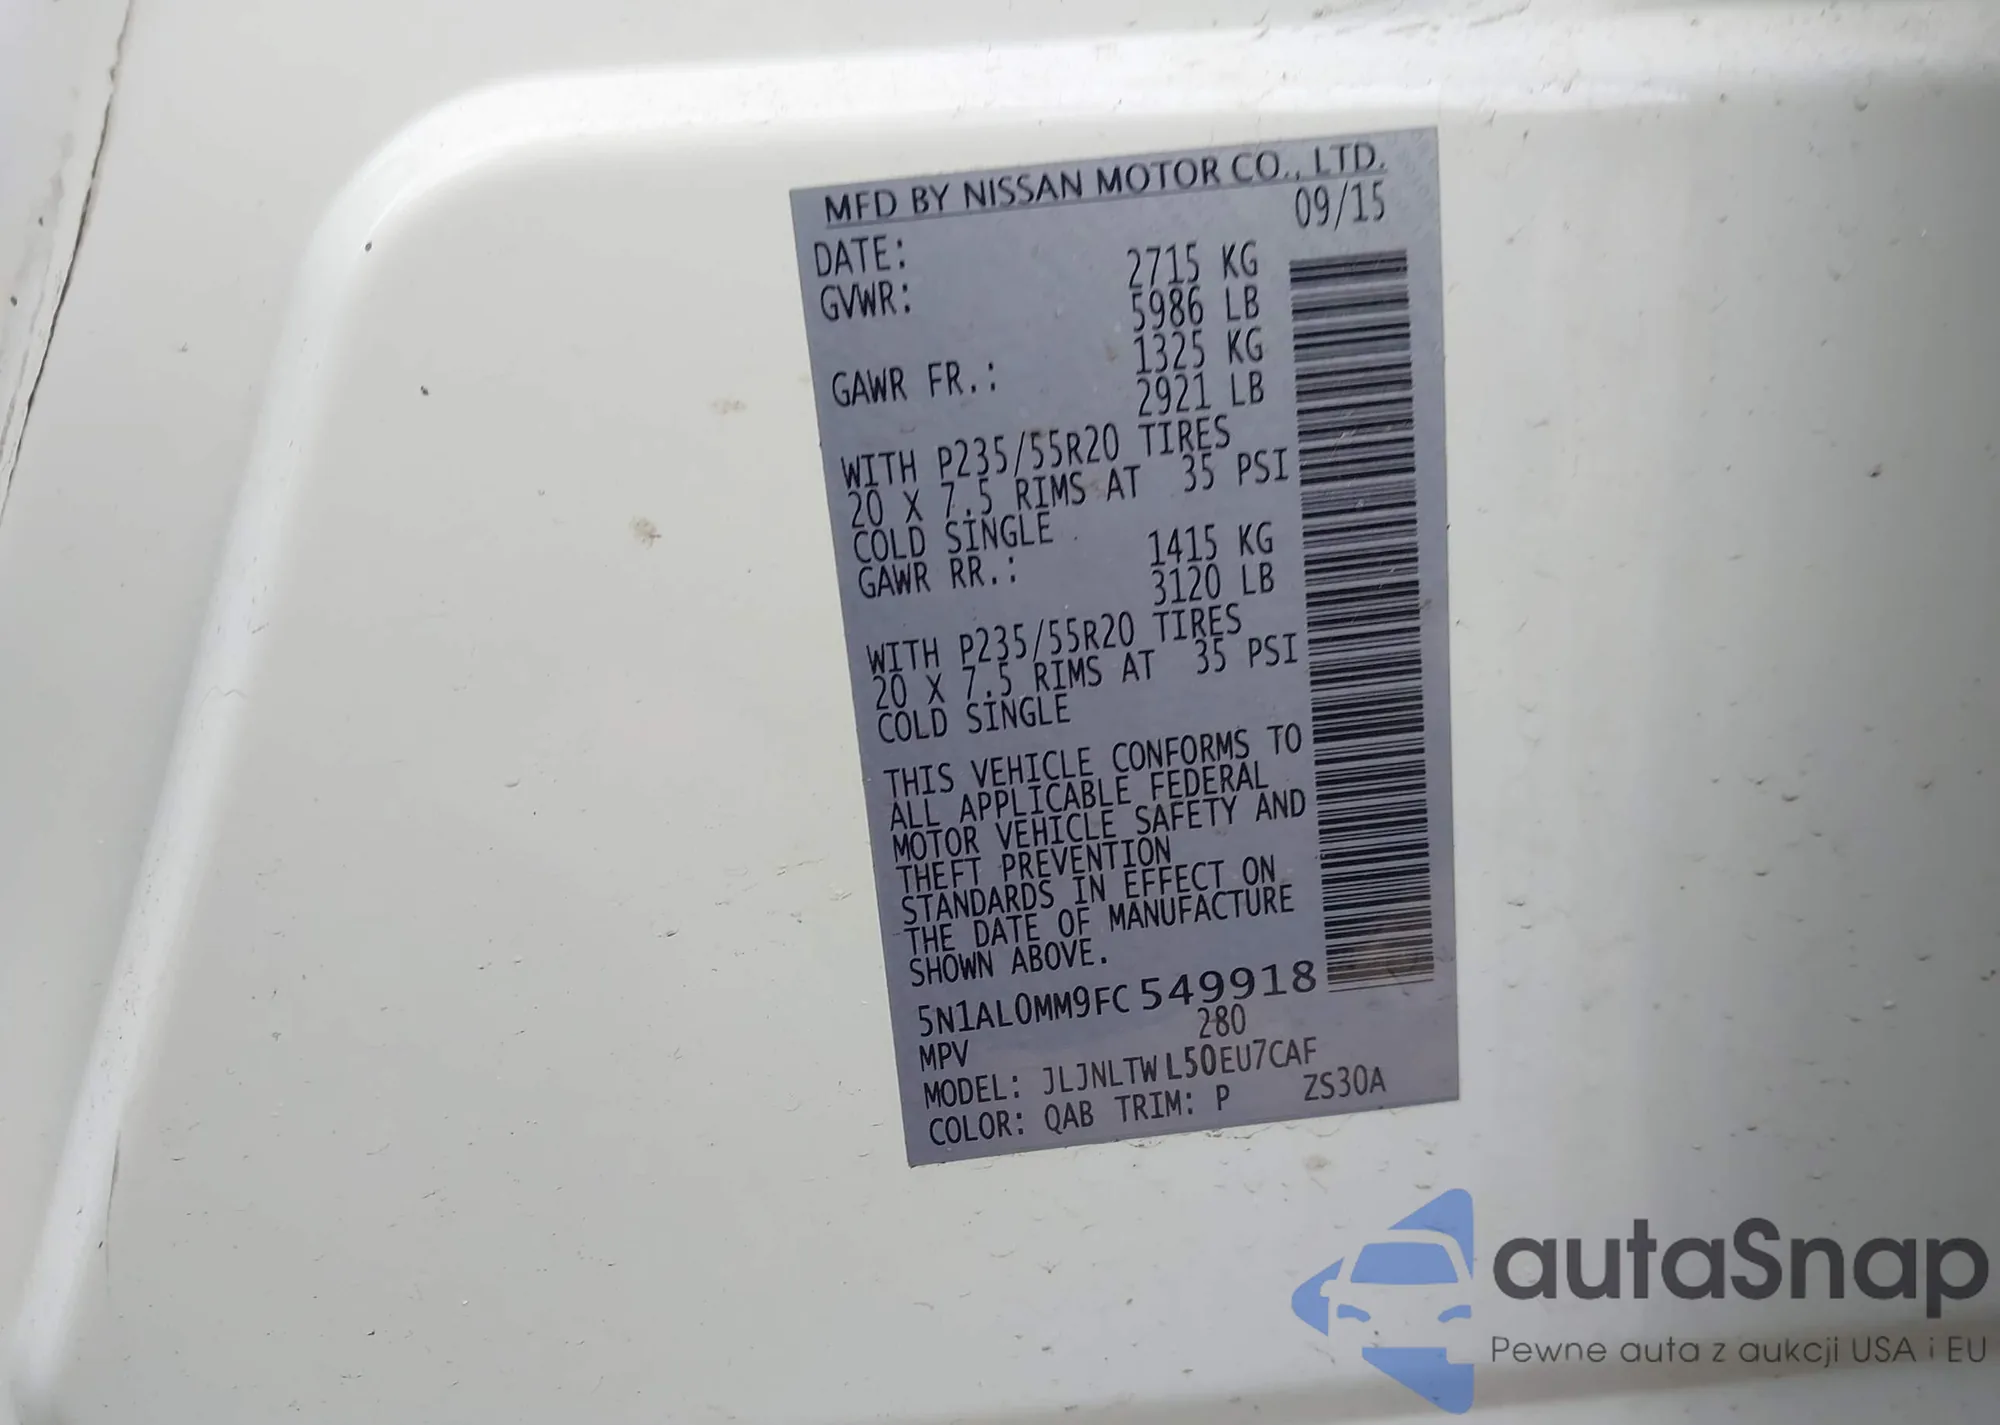 MFD BY NISSAN MOTOR CO., LTD.
DATE: 09/15
GVWR: 2715 KG
5986 LB
GAWR FR.: 1325 KG
2921 LB
WITH P235/55R20 TIRES
20 X 7.5 RIMS AT 35 PSI
COLD SINGLE
GAWR RR.: 1415 KG
3120 LB
WITH P235/55R20 TIRES
20 X 7.5 RIMS AT 35 PSI
COLD SINGLE
THIS VEHICLE CONFORMS TO
ALL APPLICABLE FEDERAL
MOTOR VEHICLE SAFETY AND
THEFT PREVENTION
STANDARDS IN EFFECT ON
THE DATE OF MANUFACTURE
SHOWN ABOVE.
5N1AL0MM9FC549918
MPV 280
MODEL: JLJNLTWL50EU7CAF
COLOR: QAB TRIM: P ZS30A
autaSnap
Pewne auta z aukcji USA i EU